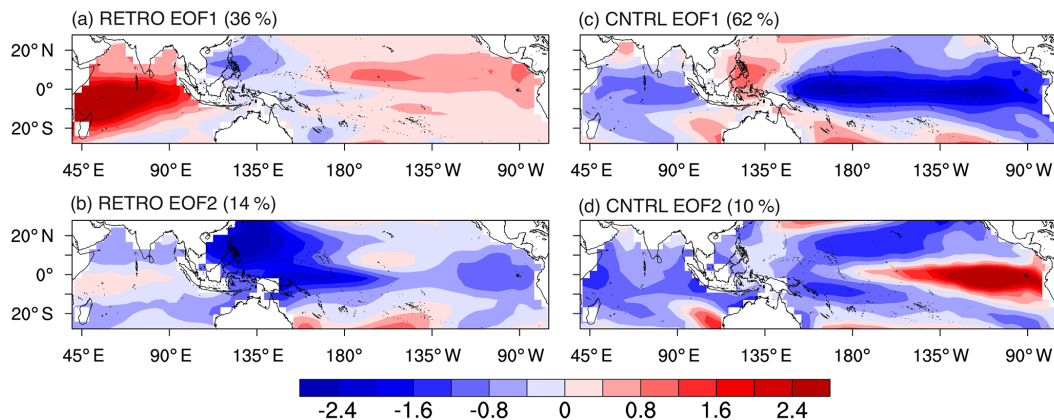 (a) RETRO EOF1 (36 %)
(c) CNTRL EOF1 (62 %)
20° N
0°
20° S
45° E 90° E 135° E 180° 135° W 90° W
45° E 90° E 135° E 180° 135° W 90° W
(b) RETRO EOF2 (14 %)
(d) CNTRL EOF2 (10 %)
20° N
0°
20° S
45° E 90° E 135° E 180° 135° W 90° W
45° E 90° E 135° E 180° 135° W 90° W
-2.4 -1.6 -0.8 0 0.8 1.6 2.4